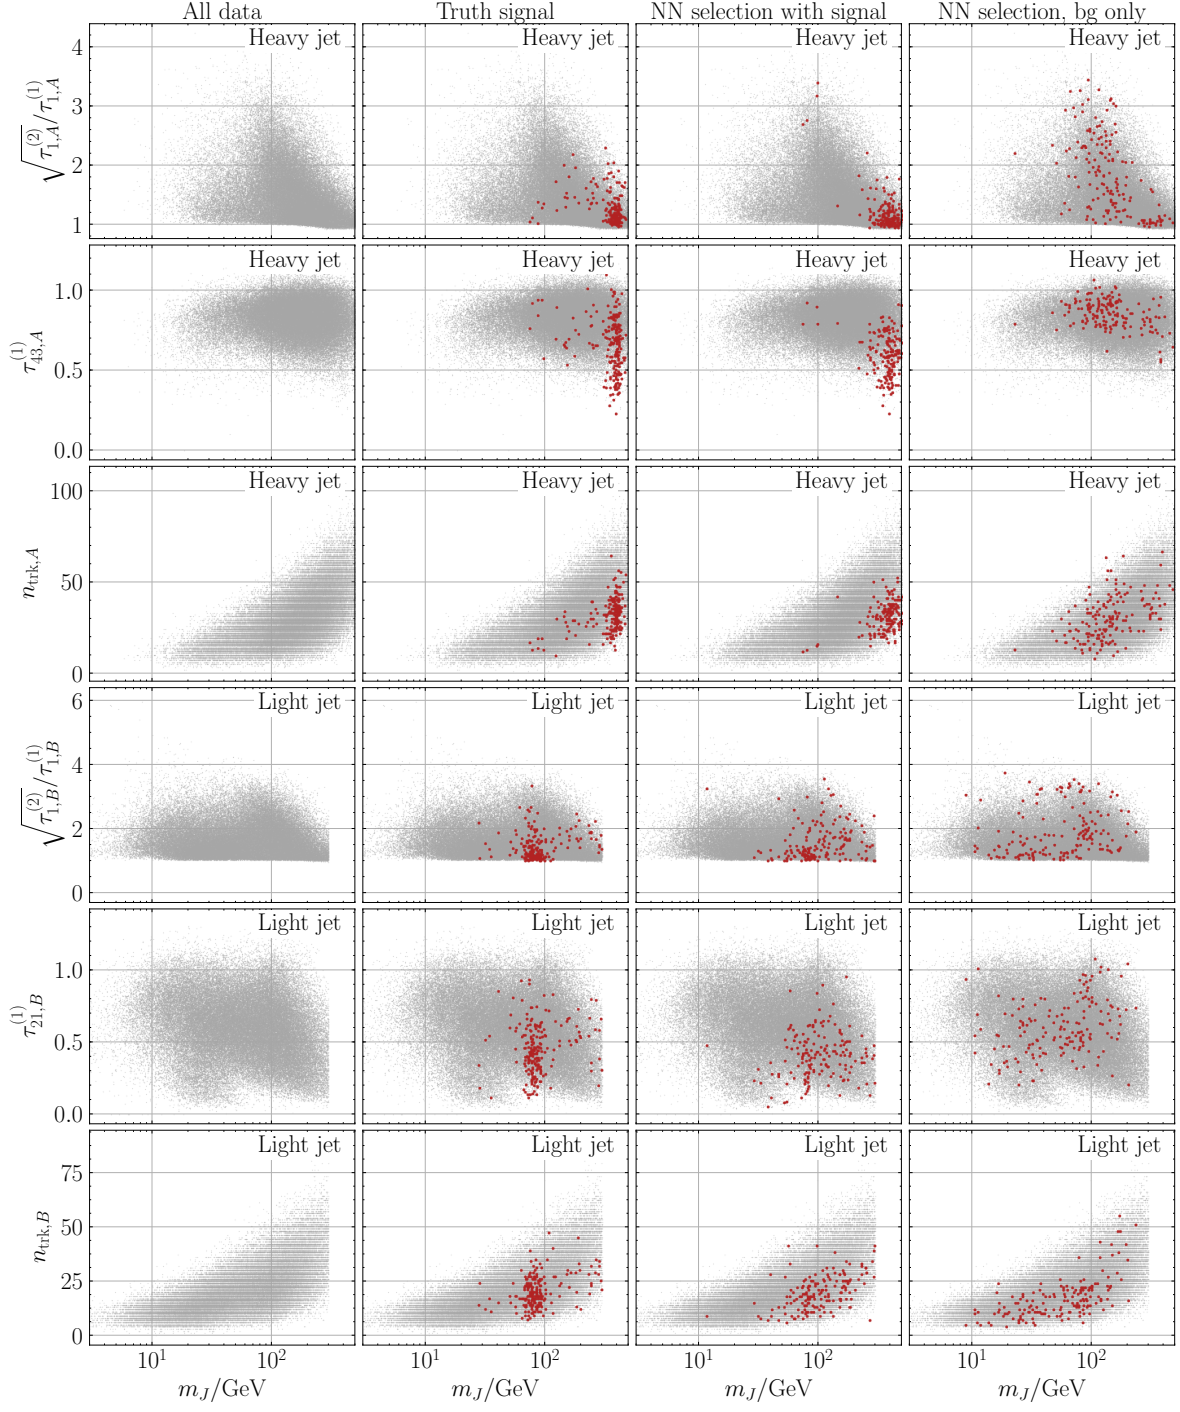 All data Truth signal NN selection with signal NN selection, bg only
Heavy jet Heavy jet Heavy jet Heavy jet
√τ_{1,A}^{(2)}/τ_{1,A}^{(1)}
4
3
2
1
Heavy jet Heavy jet Heavy jet Heavy jet
τ_{43,A}^{(1)}
1.0
0.5
0.0
Heavy jet Heavy jet Heavy jet Heavy jet
n_{trk,A}
100
50
0
Light jet Light jet Light jet Light jet
√τ_{1,B}^{(2)}/τ_{1,B}^{(1)}
6
4
2
0
Light jet Light jet Light jet Light jet
τ_{21,B}^{(1)}
1.0
0.5
0.0
Light jet Light jet Light jet Light jet
n_{trk,B}
75
50
25
0
10^1 10^2 10^1 10^2 10^1 10^2 10^1 10^2
m_J/GeV m_J/GeV m_J/GeV m_J/GeV